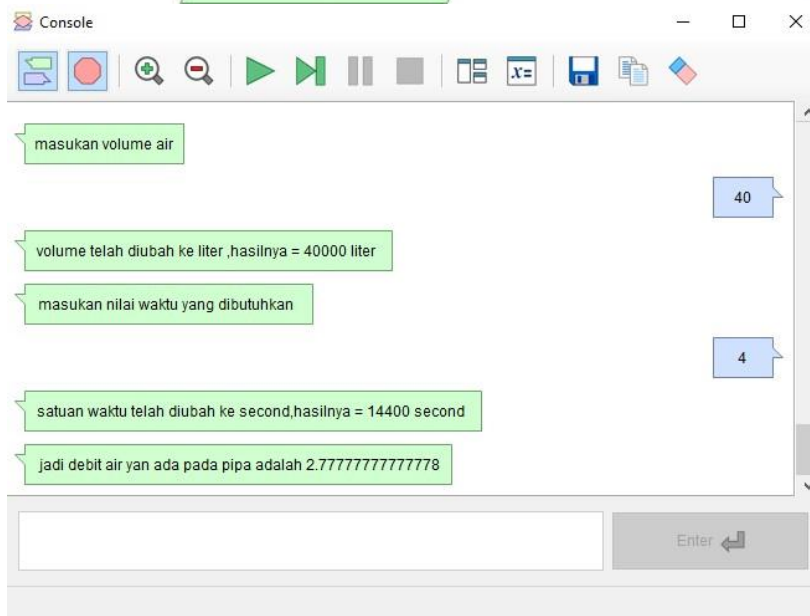 Console
x=
masukan volume air
40
volume telah diubah ke liter ,hasilnya = 40000 liter
masukan nilai waktu yang dibutuhkan
4
satuan waktu telah diubah ke second,hasilnya = 14400 second
jadi debit air yan ada pada pipa adalah 2.77777777777778
Enter